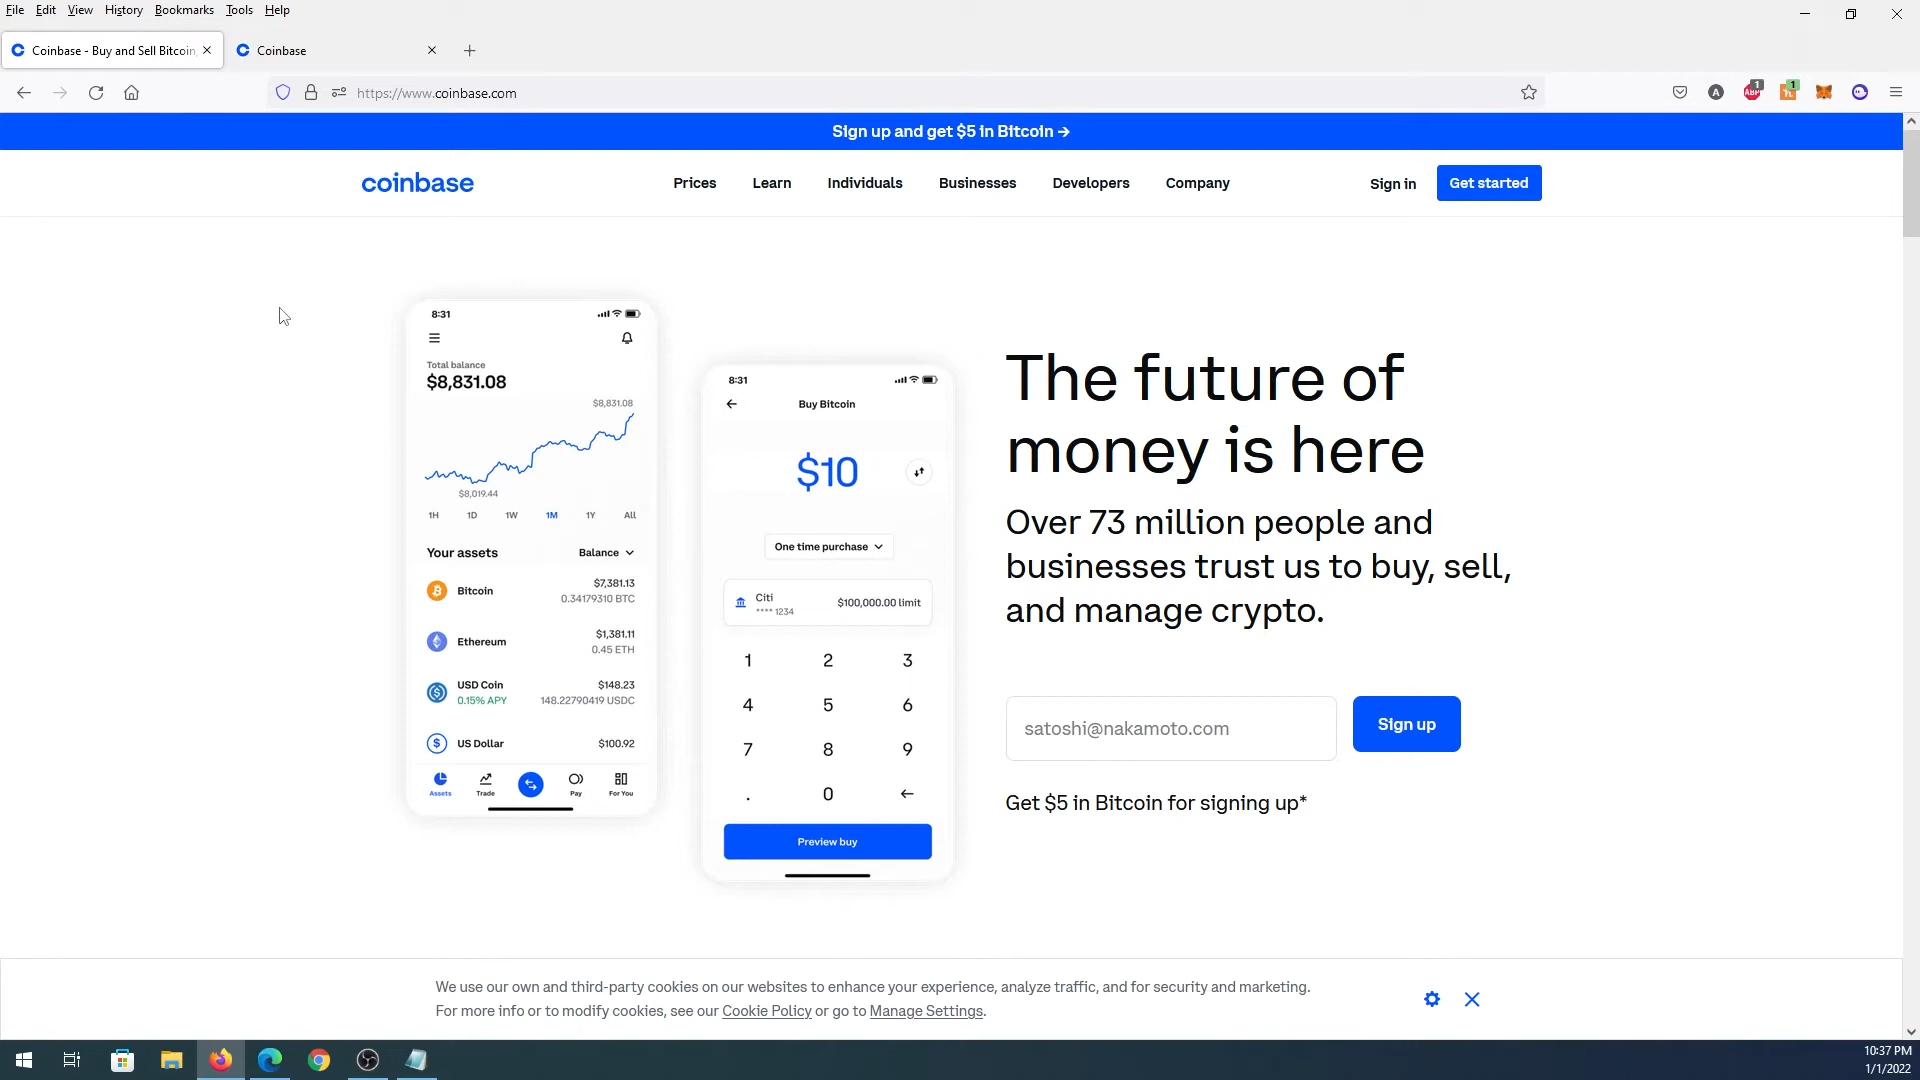 File Edit View History Bookmarks Tools Help
Coinbase - Buy and Sell Bitcoin,
Coinbase
https://www.coinbase.com
A
ABP 1
1
Sign up and get $5 in Bitcoin →
coinbase
Prices Learn Individuals Businesses Developers Company
Sign in Get started
8:31
Total balance
$8,831.08
$8,831.08
$8,019.44
1H 1D 1W 1M 1Y All
Your assets Balance
Bitcoin $7,381.13
0.34179310 BTC
Ethereum $1,381.11
0.45 ETH
USD Coin $148.23
0.15% APY 148.22790419 USDC
US Dollar $100.92
Assets Trade Pay For You
8:31
Buy Bitcoin
$10
One time purchase
Citi $100,000.00 limit
**** 1234
1 2 3
4 5 6
7 8 9
. 0 ←
Preview buy
The future of
money is here
Over 73 million people and
businesses trust us to buy, sell,
and manage crypto.
satoshi@nakamoto.com
Sign up
Get $5 in Bitcoin for signing up*
We use our own and third-party cookies on our websites to enhance your experience, analyze traffic, and for security and marketing.
For more info or to modify cookies, see our Cookie Policy or go to Manage Settings.
10:37 PM
1/1/2022